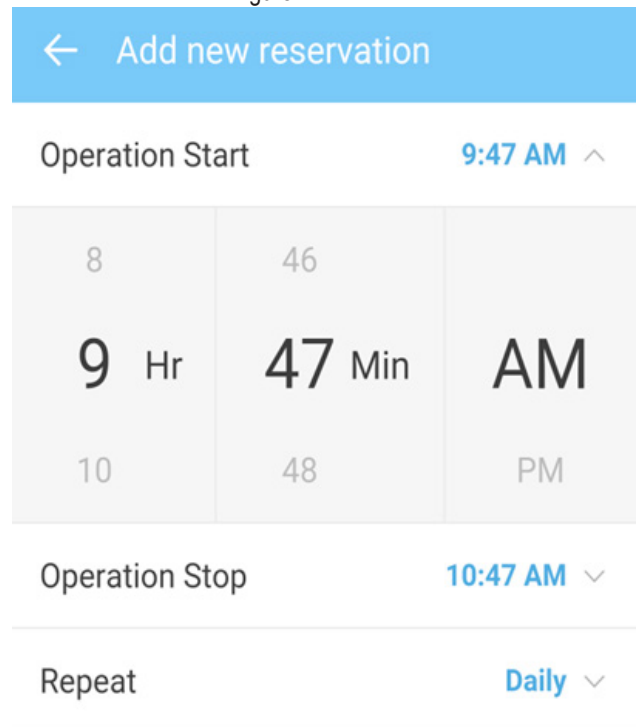 Add new reservation
Operation Start 9:47 AM
8 46
9 Hr 47 Min AM
10 48 PM
Operation Stop 10:47 AM
Repeat Daily